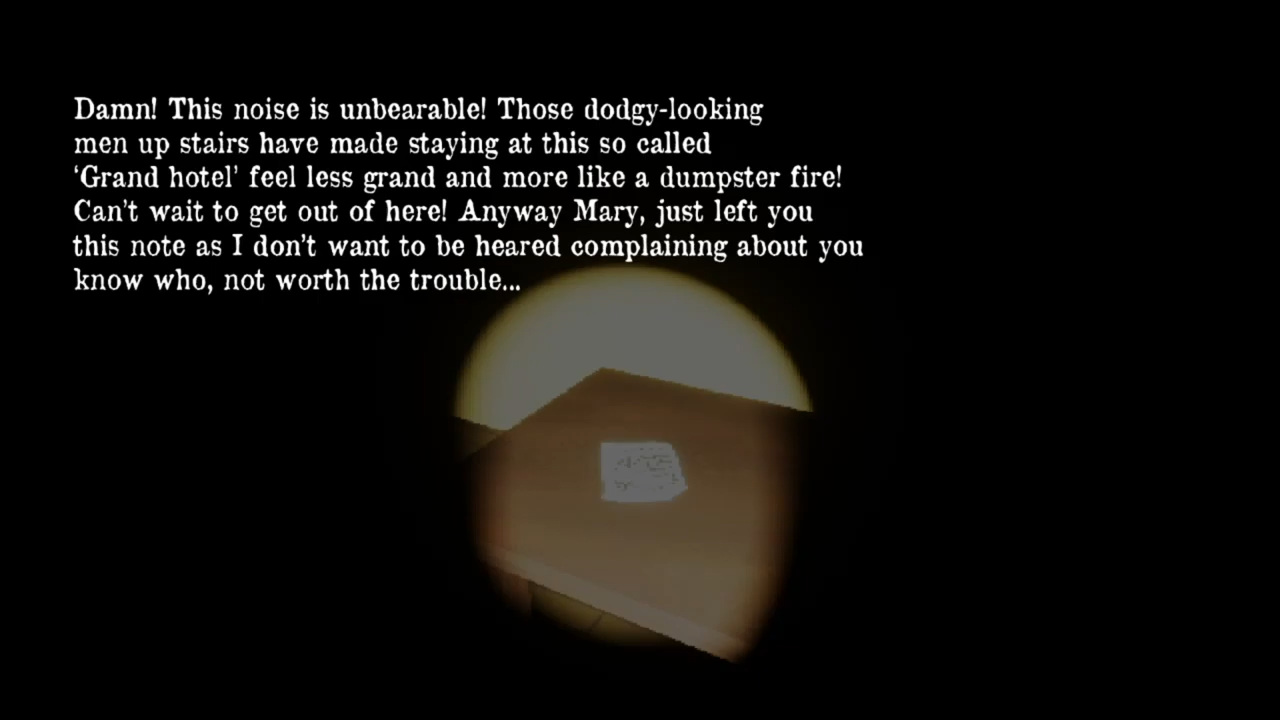 Damn! This noise is unbearable! Those dodgy-looking
men up stairs have made staying at this so called
‘Grand hotel’ feel less grand and more like a dumpster fire!
Can’t wait to get out of here! Anyway Mary, just left you
this note as I don’t want to be heared complaining about you
know who, not worth the trouble...